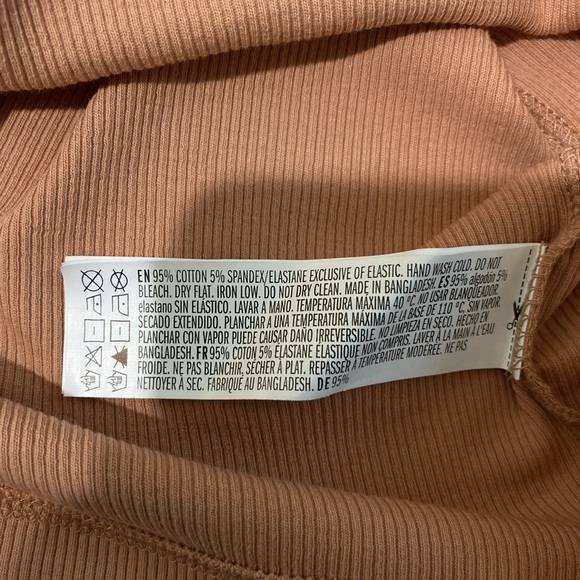 EN 95% COTTON 5% SPANDEX/ELASTANE EXCLUSIVE OF ELASTIC. HAND WASH COLD. DO NOT
BLEACH. DRY FLAT. IRON LOW. DO NOT DRY CLEAN. MADE IN BANGLADESH. ES 95% algodón 5%
elastano SIN ELÁSTICO. LAVAR A MANO. TEMPERATURA MÁXIMA 40 °C. NO USAR BLANQUEADOR.
SECADO EXTENDIDO. PLANCHAR A UNA TEMPERATURA MÁXIMA DE LA BASE DE 110 °C. SIN VAPOR.
PLANCHAR CON VAPOR PUEDE CAUSAR DAÑO IRREVERSIBLE. NO LIMPIEZA EN SECO. HECHO EN
BANGLADESH. FR 95% COTON 5% ÉLASTANE ÉLASTIQUE NON COMPRIS. LAVER À LA MAIN À L'EAU
FROIDE. NE PAS BLANCHIR, SÉCHER À PLAT. REPASSER À TEMPÉRATURE MODÉRÉE. NE PAS
NETTOYER À SEC. FABRIQUÉ AU BANGLADESH. DE 95%